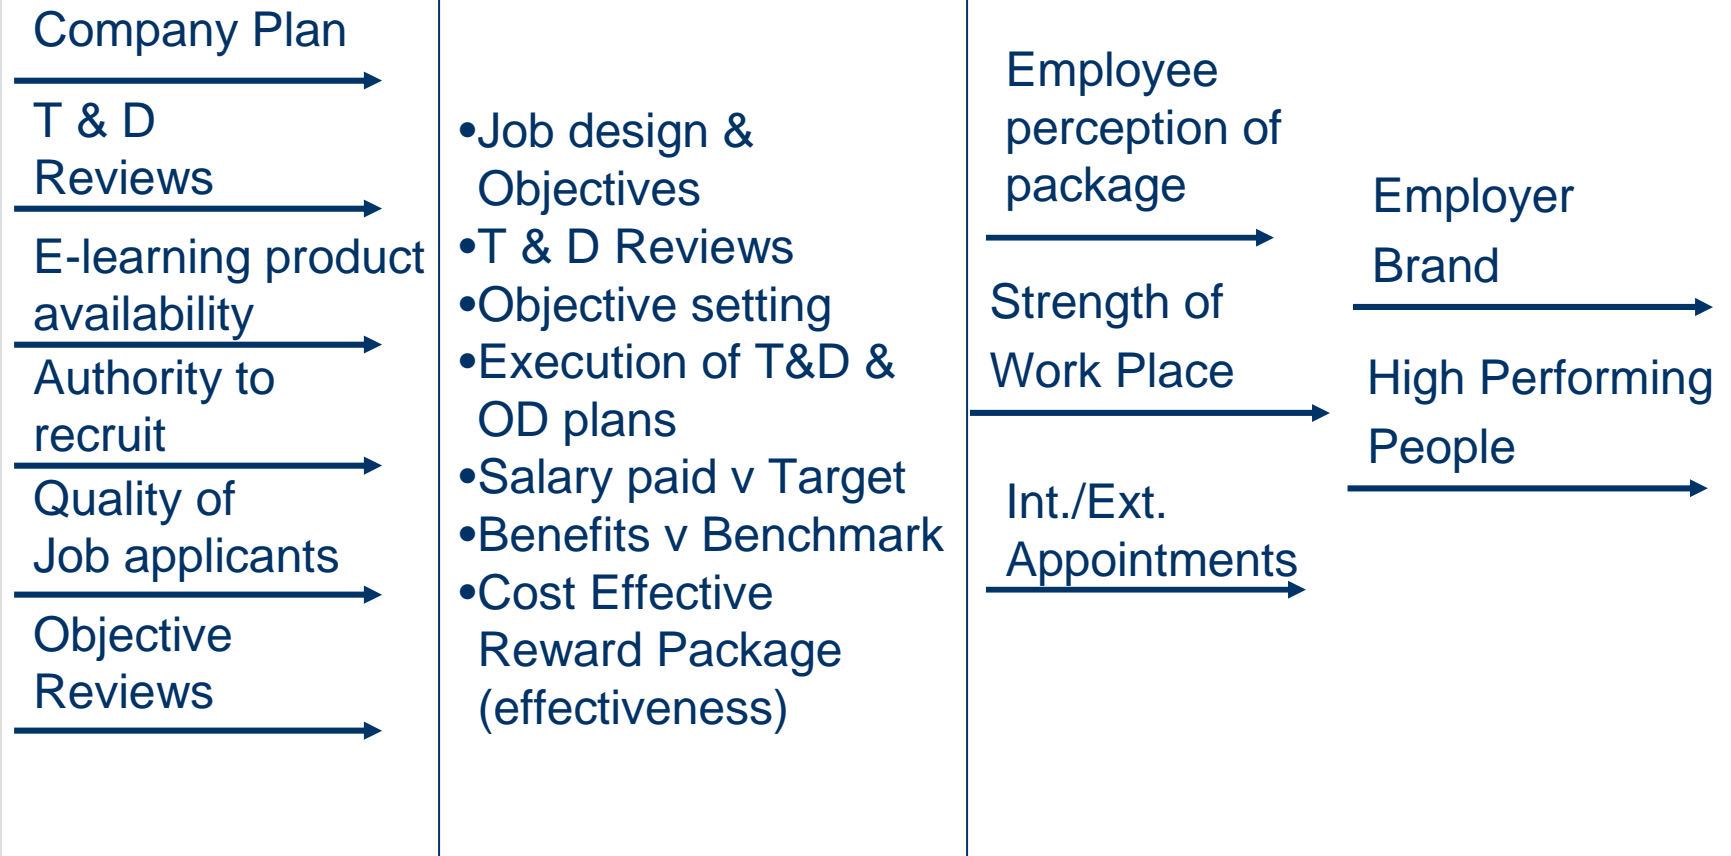 Company Plan
T & D
Reviews
E-learning product
availability
Authority to
recruit
Quality of
Job applicants
Objective
Reviews
•Job design &
Objectives
•T & D Reviews
•Objective setting
•Execution of T&D &
OD plans
•Salary paid v Target
•Benefits v Benchmark
•Cost Effective
Reward Package
(effectiveness)
Employee
perception of
package
Strength of
Work Place
Int./Ext.
Appointments
Employer
Brand
High Performing
People